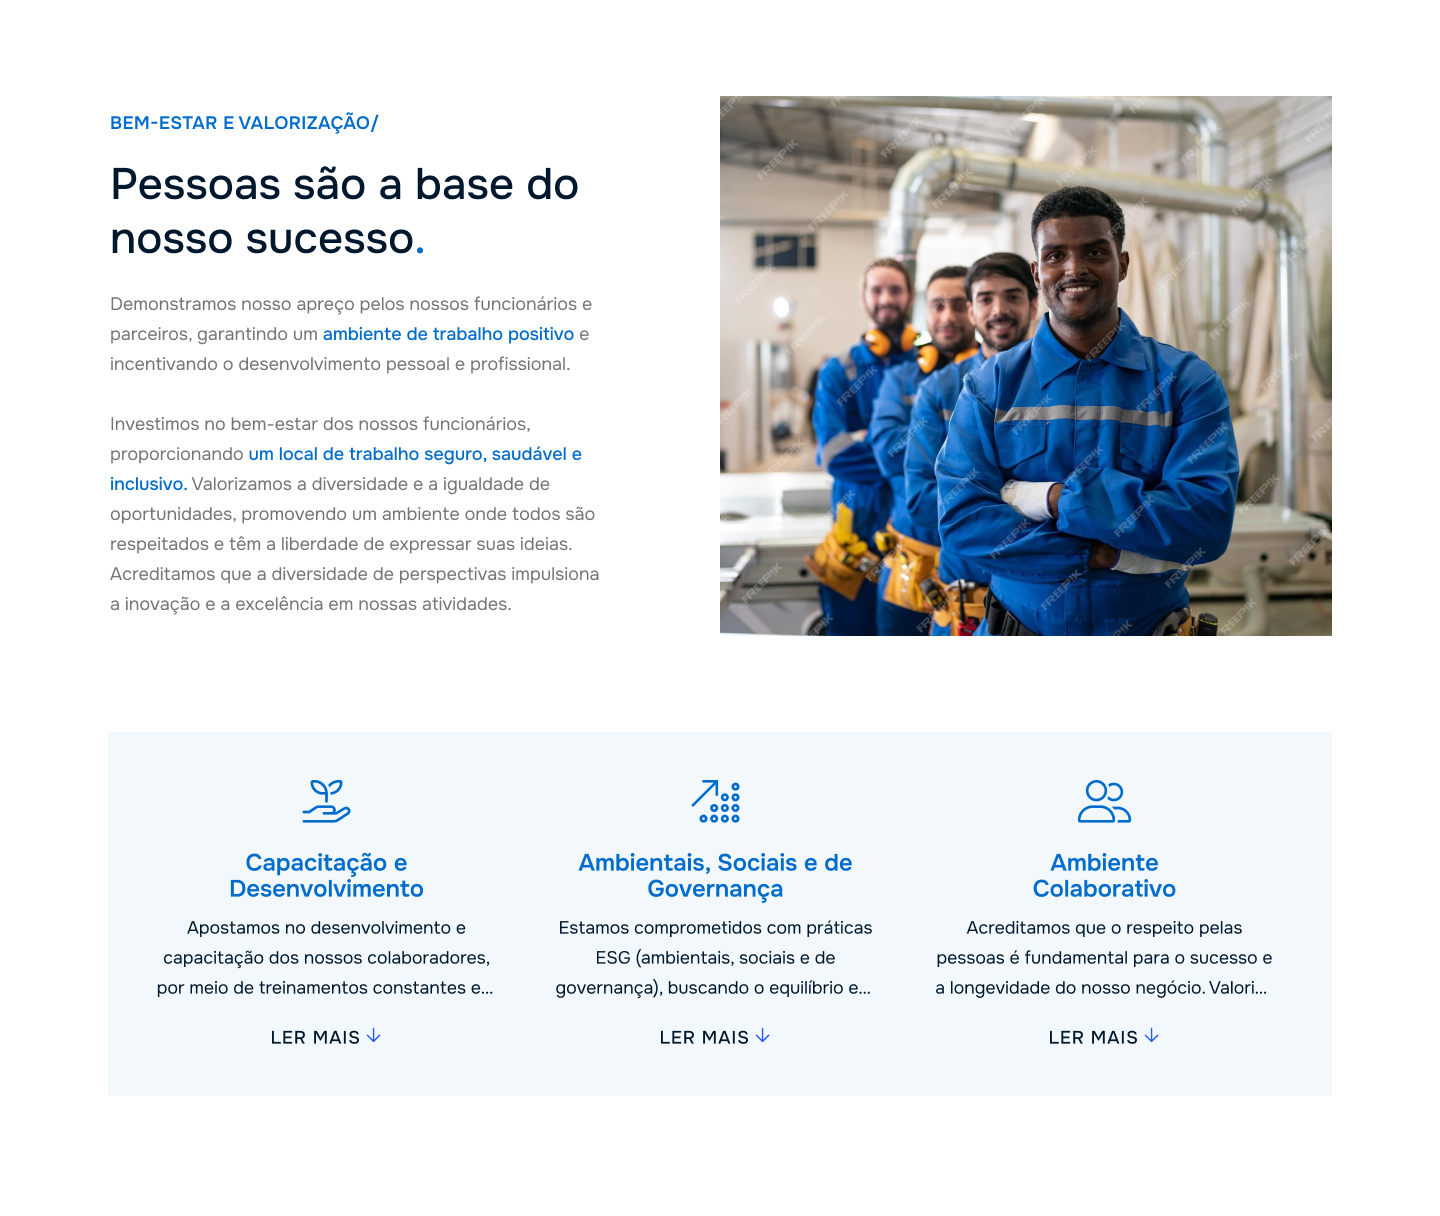 BEM-ESTAR E VALORIZAÇÃO/
Pessoas são a base do
nosso sucesso.
Demonstramos nosso apreço pelos nossos funcionários e
parceiros, garantindo um ambiente de trabalho positivo e
incentivando o desenvolvimento pessoal e profissional.
Investimos no bem-estar dos nossos funcionários,
proporcionando um local de trabalho seguro, saudável e
inclusivo. Valorizamos a diversidade e a igualdade de
oportunidades, promovendo um ambiente onde todos são
respeitados e têm a liberdade de expressar suas ideias.
Acreditamos que a diversidade de perspectivas impulsiona
a inovação e a excelência em nossas atividades.
FREEPIK
Capacitação e
Desenvolvimento
Apostamos no desenvolvimento e
capacitação dos nossos colaboradores,
por meio de treinamentos constantes e...
LER MAIS
Ambientais, Sociais e de
Governança
Estamos comprometidos com práticas
ESG (ambientais, sociais e de
governança), buscando o equilíbrio e...
LER MAIS
Ambiente
Colaborativo
Acreditamos que o respeito pelas
pessoas é fundamental para o sucesso e
a longevidade do nosso negócio. Valori...
LER MAIS